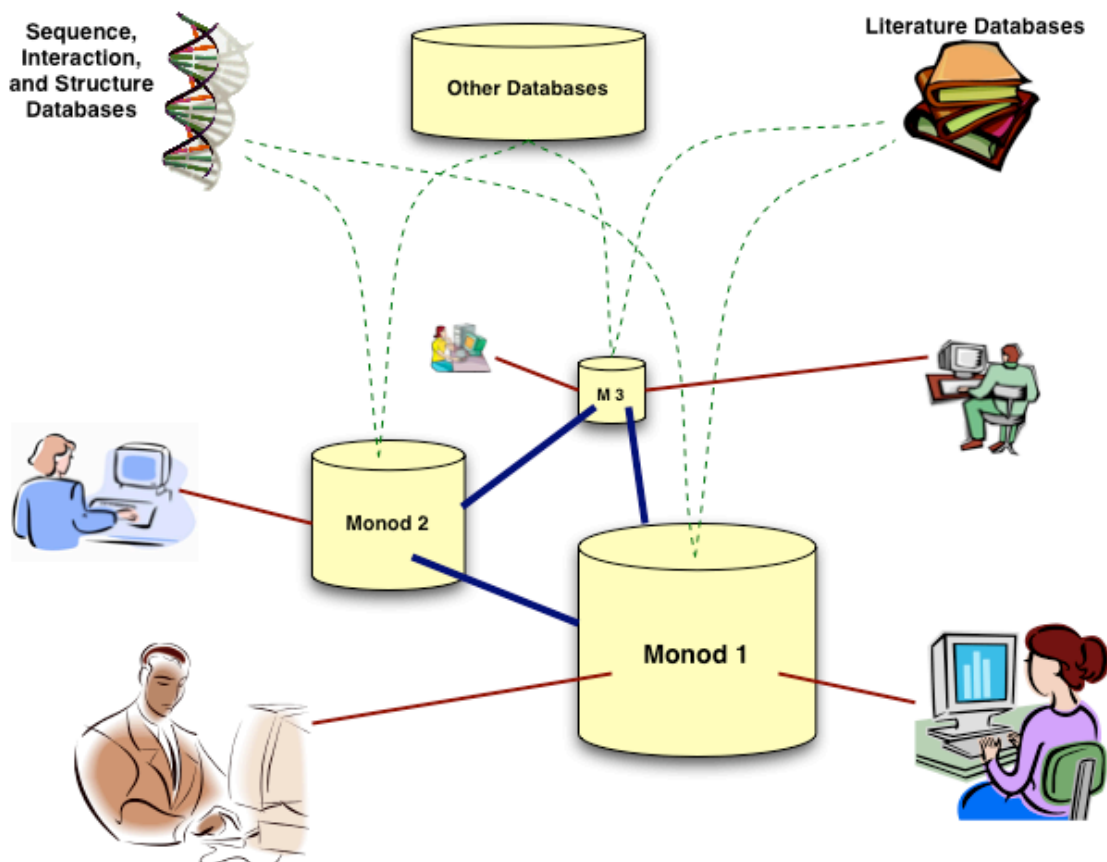 Sequence,
Interaction,
and Structure
Databases
Other Databases
Literature Databases
M 3
Monod 2
Monod 1